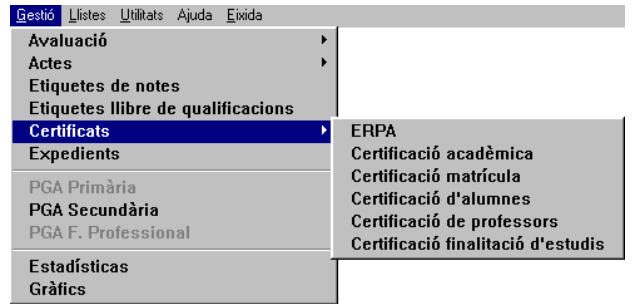 Gestió Llistes Utilitats Ajuda Eixida
Avaluació
Actes
Etiquetes de notes
Etiquetes llibre de qualificacions
Certificats
Expedients
PGA Primària
PGA Secundària
PGA F. Professional
Estadísticas
Gràfics
ERPA
Certificació acadèmica
Certificació matrícula
Certificació d'alumnes
Certificació de professors
Certificació finalitació d'estudis